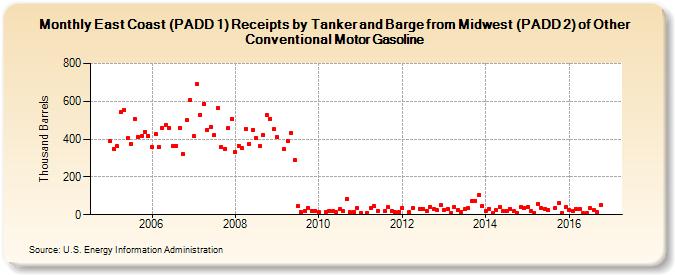 Monthly East Coast (PADD 1) Receipts by Tanker and Barge from Midwest (PADD 2) of Other
Conventional Motor Gasoline
Thousand Barrels
800
600
400
200
0
2006 2008 2010 2012 2014 2016
Source: U.S. Energy Information Administration